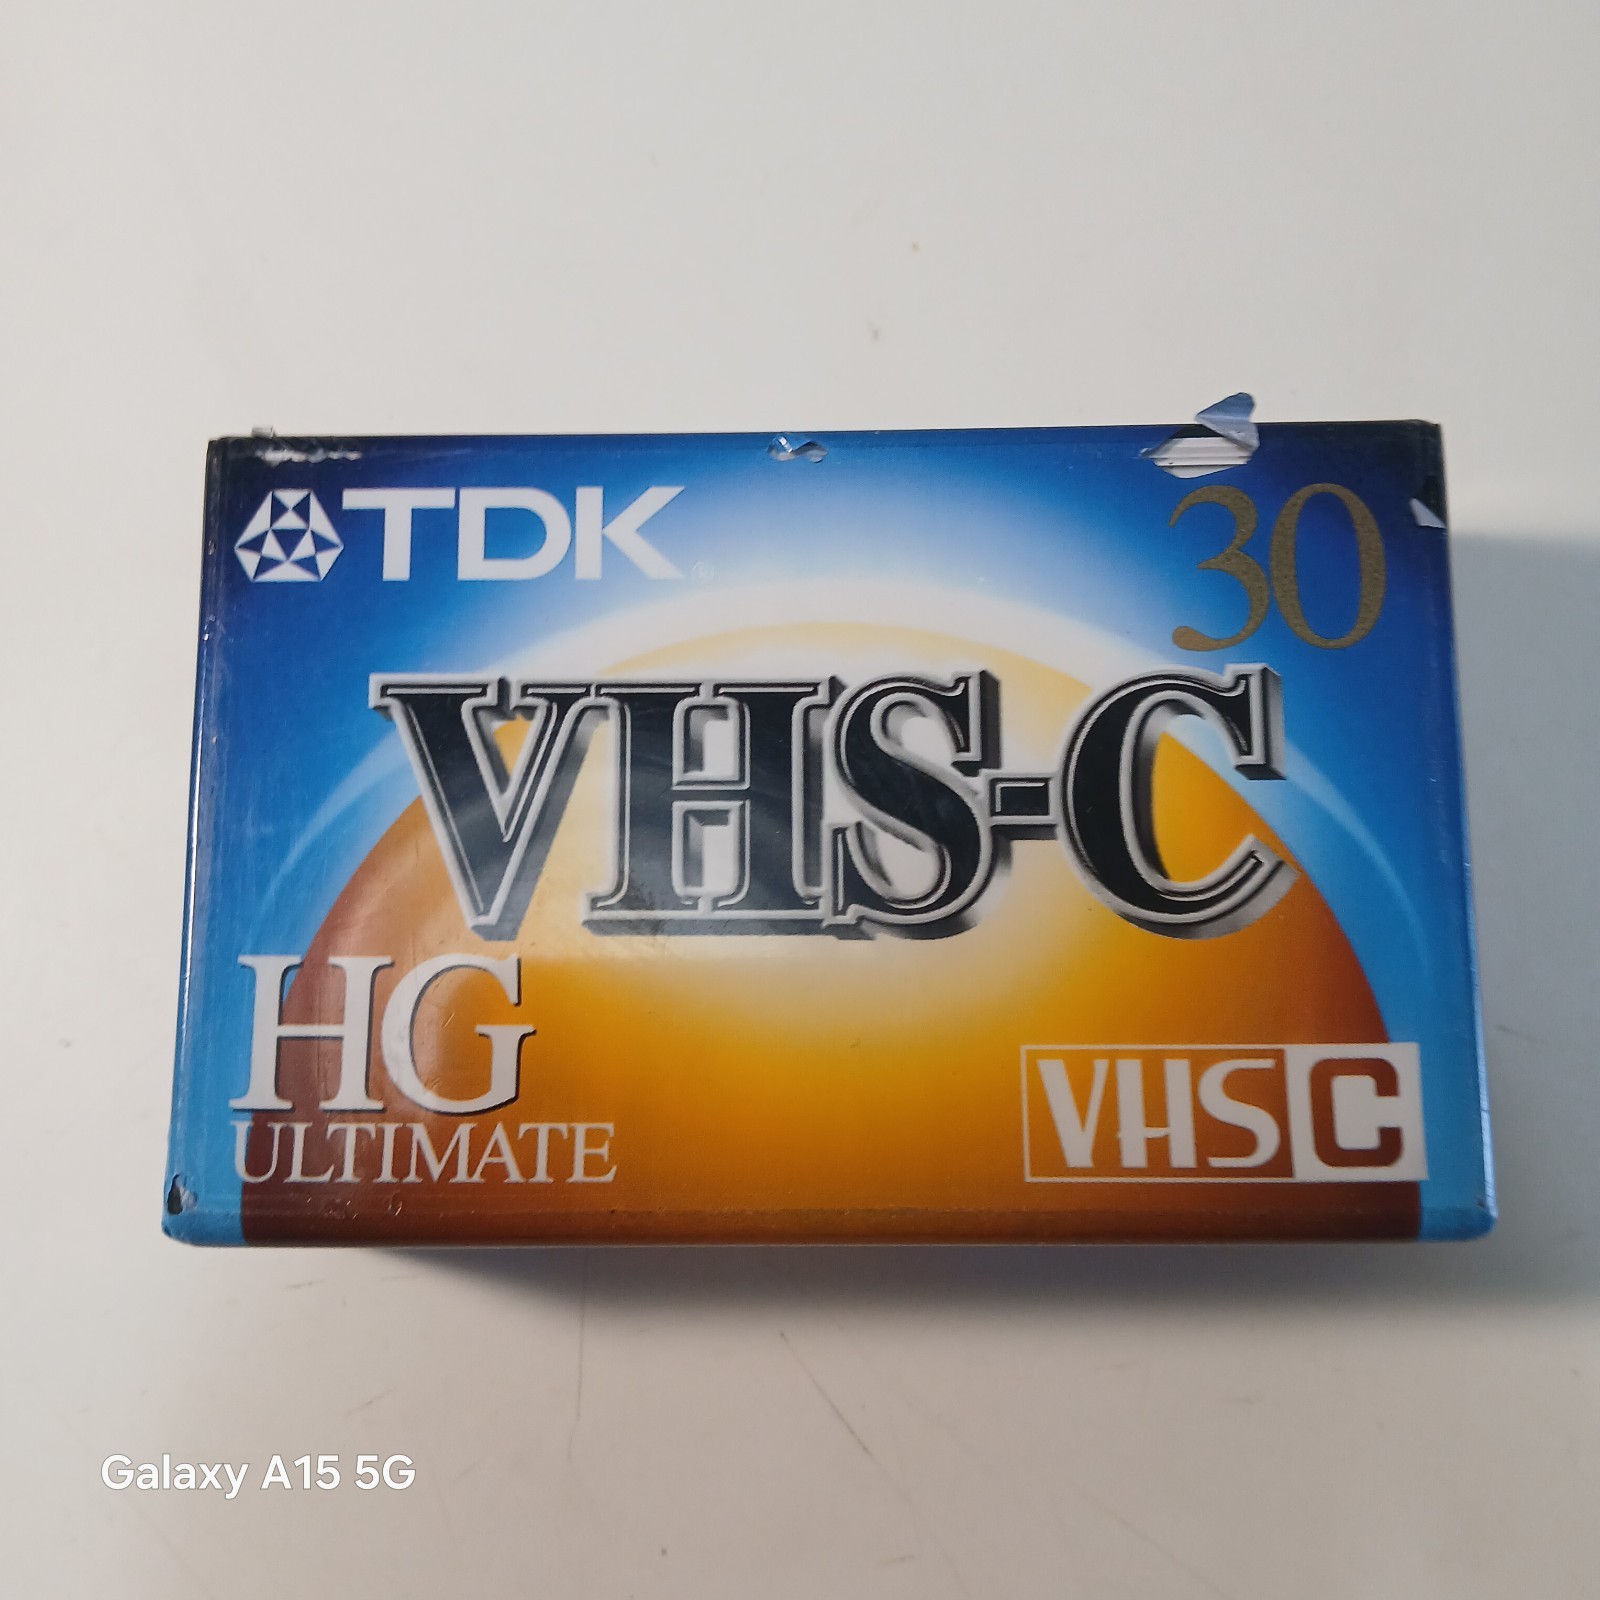 TDK®
30
VHS-C
HG
ULTIMATE
VHS C
Galaxy A15 5G